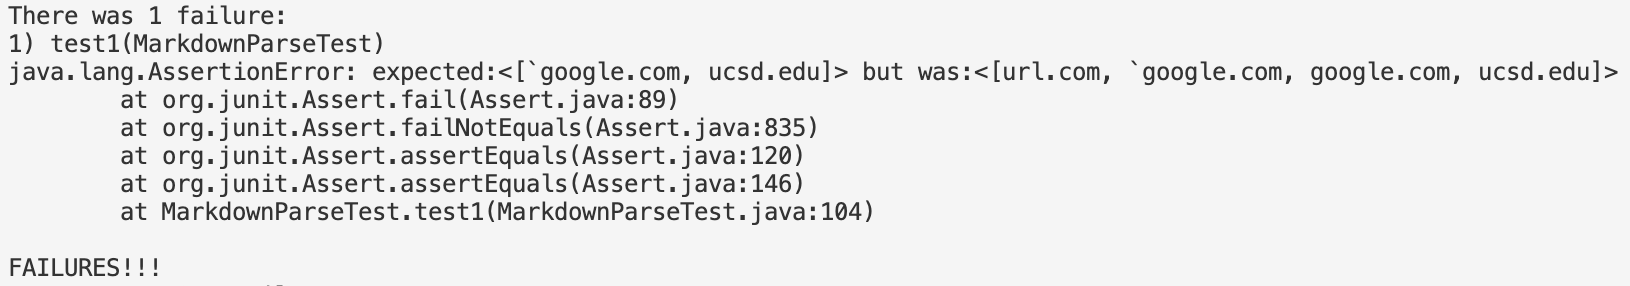 There was 1 failure:
1) test1(MarkdownParseTest)
java.lang.AssertionError: expected:<[`google.com, ucsd.edu]> but was:<[url.com, `google.com, google.com, ucsd.edu]>
        at org.junit.Assert.fail(Assert.java:89)
        at org.junit.Assert.failNotEquals(Assert.java:835)
        at org.junit.Assert.assertEquals(Assert.java:120)
        at org.junit.Assert.assertEquals(Assert.java:146)
        at MarkdownParseTest.test1(MarkdownParseTest.java:104)
FAILURES!!!